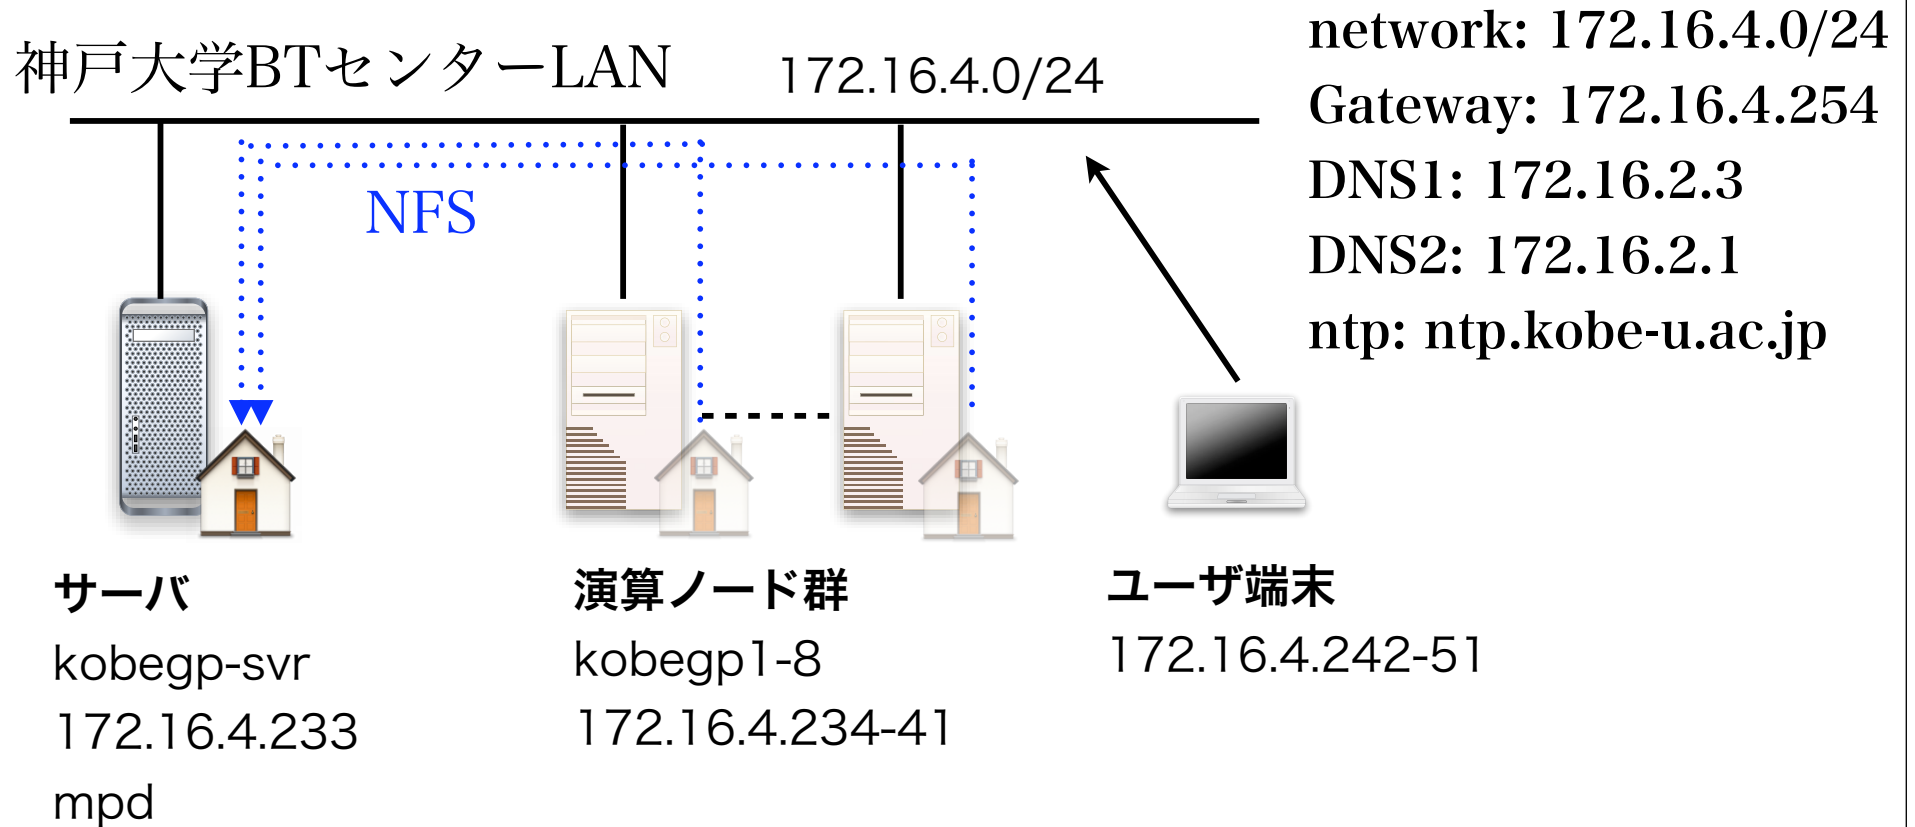 神戸大学BTセンターLAN 172.16.4.0/24
network: 172.16.4.0/24
Gateway: 172.16.4.254
DNS1: 172.16.2.3
DNS2: 172.16.2.1
ntp: ntp.kobe-u.ac.jp
NFS
サーバ
kobegp-svr
172.16.4.233
mpd
演算ノード群
kobegp1-8
172.16.4.234-41
ユーザ端末
172.16.4.242-51